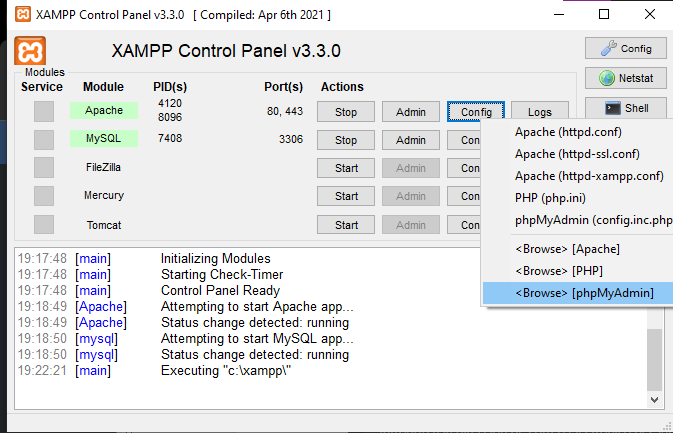 XAMPP Control Panel v3.3.0 [ Compiled: Apr 6th 2021 ]
XAMPP Control Panel v3.3.0
Config
Modules
Service Module PID(s) Port(s) Actions
Netstat
Apache 4120 8096 80, 443 Stop Admin Config Logs
Shell
MySQL 7408 3306 Stop Admin Con
FileZilla Start Admin Con
Mercury Start Admin Con
Tomcat Start Admin Con
Apache (httpd.conf)
Apache (httpd-ssl.conf)
Apache (httpd-xampp.conf)
PHP (php.ini)
phpMyAdmin (config.inc.php
<Browse> [Apache]
<Browse> [PHP]
<Browse> [phpMyAdmin]
19:17:48 [main] Initializing Modules
19:17:48 [main] Starting Check-Timer
19:17:48 [main] Control Panel Ready
19:18:49 [Apache] Attempting to start Apache app...
19:18:49 [Apache] Status change detected: running
19:18:50 [mysql] Attempting to start MySQL app...
19:18:50 [mysql] Status change detected: running
19:22:21 [main] Executing "c:\xampp\"